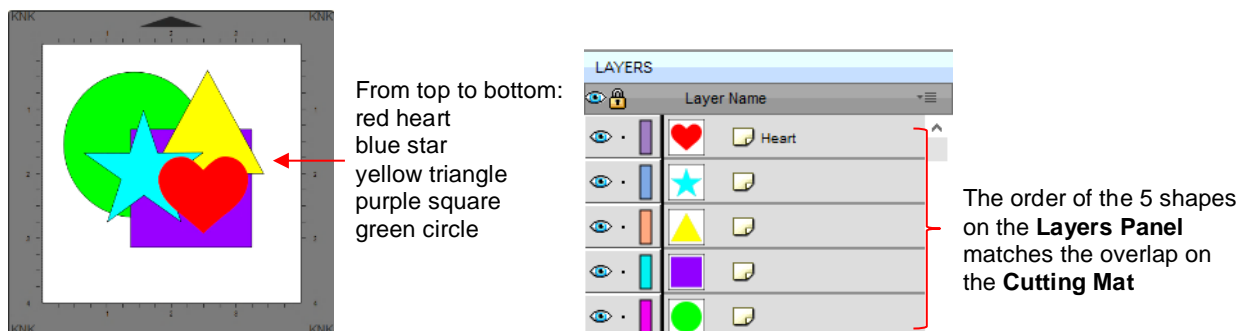 KNK KNK
From top to bottom:
red heart
blue star
yellow triangle
purple square
green circle
KNK KNK
LAYERS
Layer Name
Heart
The order of the 5 shapes
on the Layers Panel
matches the overlap on
the Cutting Mat